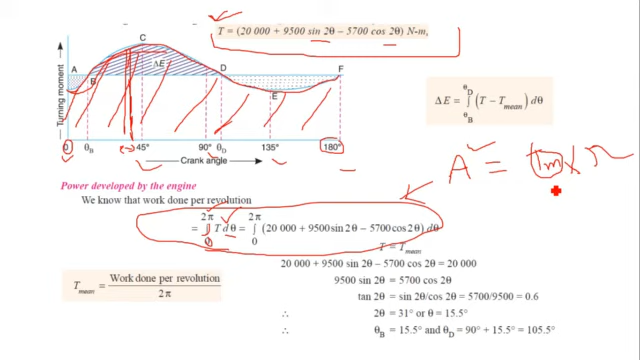 T = (20 000 + 9500 sin 2θ – 5700 cos 2θ) N-m,
C
A
B
ΔE
D
F
E
Turning moment
0
θB
45°
90°
θD
135°
180°
Crank angle
ΔE = ∫θBθD (T – Tmean) dθ
A = Tm ×
Power developed by the engine
We know that work done per revolution
= ∫02π T dθ = ∫02π (20 000 + 9500sin 2θ – 5700cos 2θ) dθ
T = Tmean
20 000 + 9500 sin 2θ – 5700 cos 2θ = 20 000
9500 sin 2θ = 5700 cos 2θ
tan 2θ = sin 2θ/cos 2θ = 5700/9500 = 0.6
∴ 2θ = 31° or θ = 15.5°
∴ θB = 15.5° and θD = 90° + 15.5° = 105.5°
Tmean = Work done per revolution / 2π